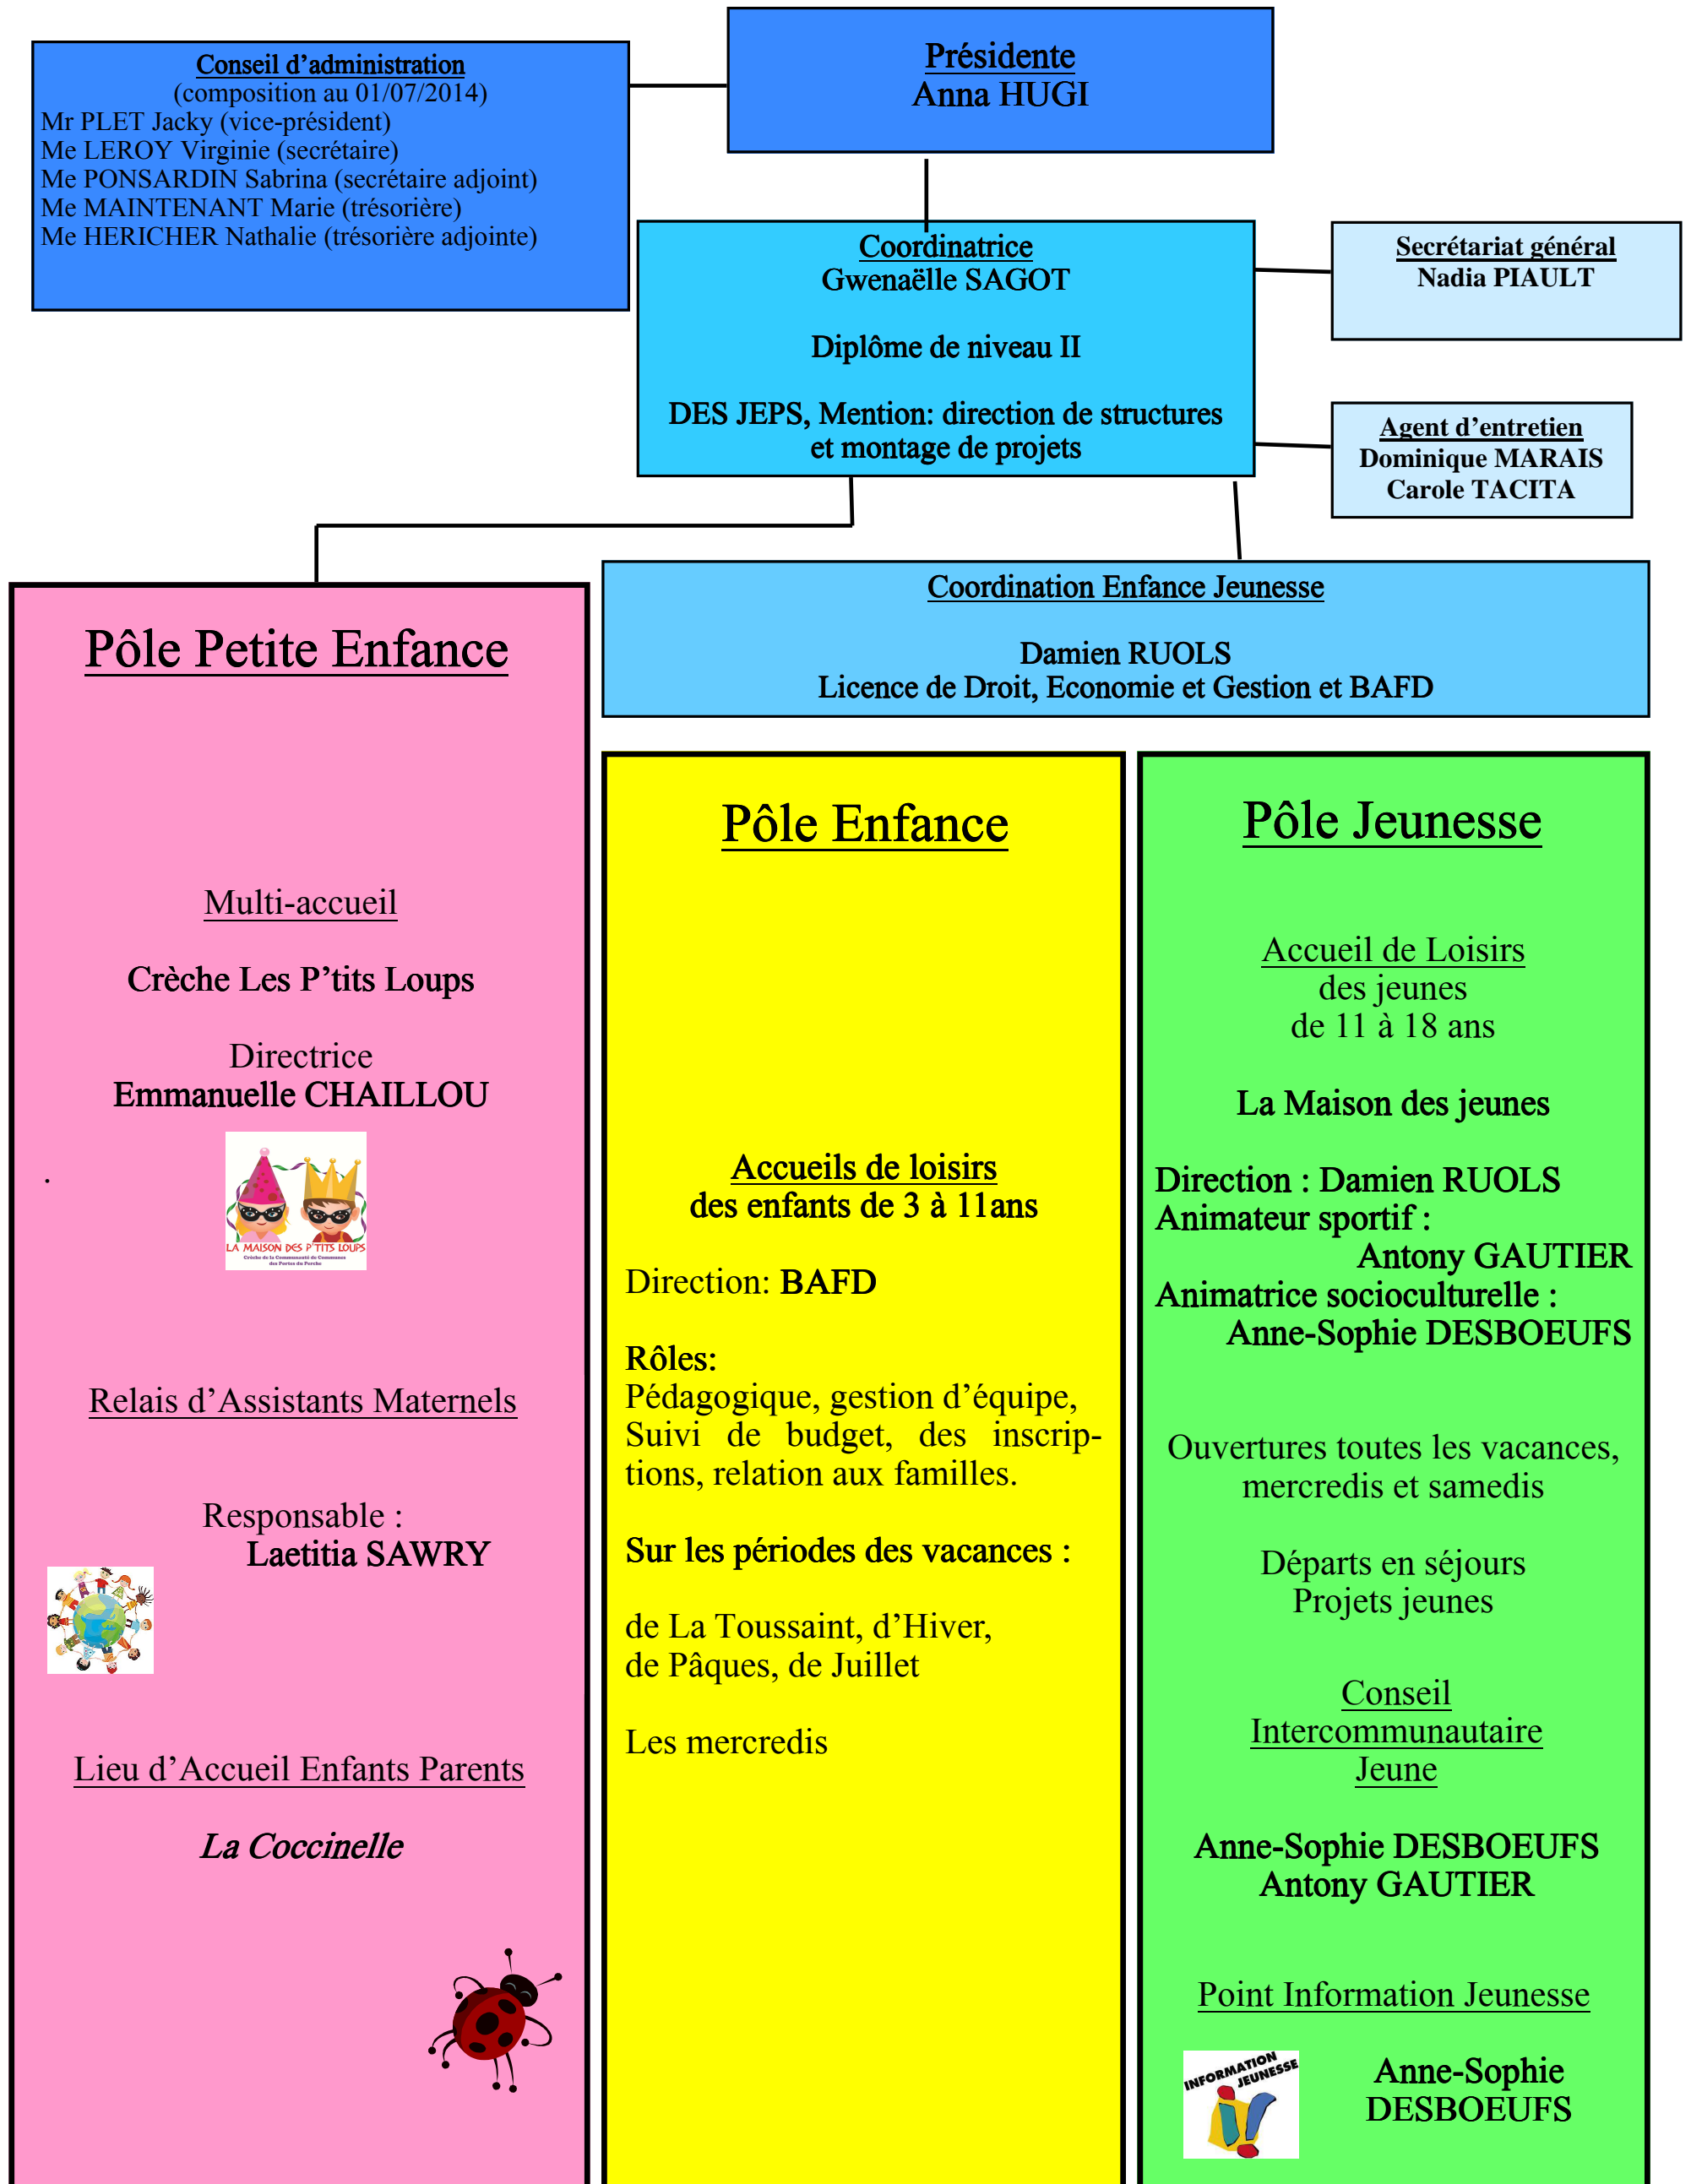 Conseil d’administration
(composition au 01/07/2014)
Mr PLET Jacky (vice-président)
Me LEROY Virginie (secrétaire)
Me PONSARDIN Sabrina (secrétaire adjoint)
Me MAINTENANT Marie (trésorière)
Me HERICHER Nathalie (trésorière adjointe)
Présidente
Anna HUGI
Coordinatrice
Gwenaëlle SAGOT
Diplôme de niveau II
DES JEPS, Mention: direction de structures
et montage de projets
Secrétariat général
Nadia PIAULT
Agent d’entretien
Dominique MARAIS
Carole TACITA
Coordination Enfance Jeunesse
Damien RUOLS
Licence de Droit, Economie et Gestion et BAFD
Pôle Petite Enfance
Multi-accueil
Crèche Les P’tits Loups
Directrice
Emmanuelle CHAILLOU
.
LA MAISON DES P'TITS LOUPS
Crèche de la Communauté de Communes
des Portes du Perche
Relais d’Assistants Maternels
Responsable :
Laetitia SAWRY
Lieu d’Accueil Enfants Parents
La Coccinelle
Pôle Enfance
Accueils de loisirs
des enfants de 3 à 11ans
Direction: BAFD
Rôles:
Pédagogique, gestion d’équipe,
Suivi de budget, des inscrip-
tions, relation aux familles.
Sur les périodes des vacances :
de La Toussaint, d’Hiver,
de Pâques, de Juillet
Les mercredis
Pôle Jeunesse
Accueil de Loisirs
des jeunes
de 11 à 18 ans
La Maison des jeunes
Direction : Damien RUOLS
Animateur sportif :
Antony GAUTIER
Animatrice socioculturelle :
Anne-Sophie DESBOEUFS
Ouvertures toutes les vacances,
mercredis et samedis
Départs en séjours
Projets jeunes
Conseil
Intercommunautaire
Jeune
Anne-Sophie DESBOEUFS
Antony GAUTIER
Point Information Jeunesse
INFORMATION
JEUNESSE
Anne-Sophie
DESBOEUFS